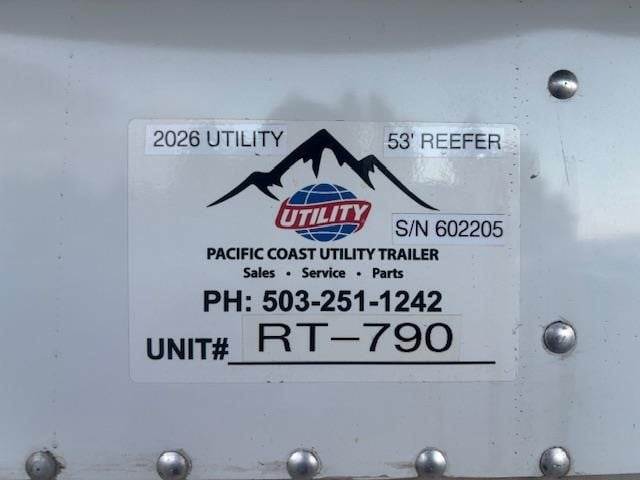 2026 UTILITY 53' REEFER
UTILITY
S/N 602205
PACIFIC COAST UTILITY TRAILER
Sales • Service • Parts
PH: 503-251-1242
UNIT# RT-790